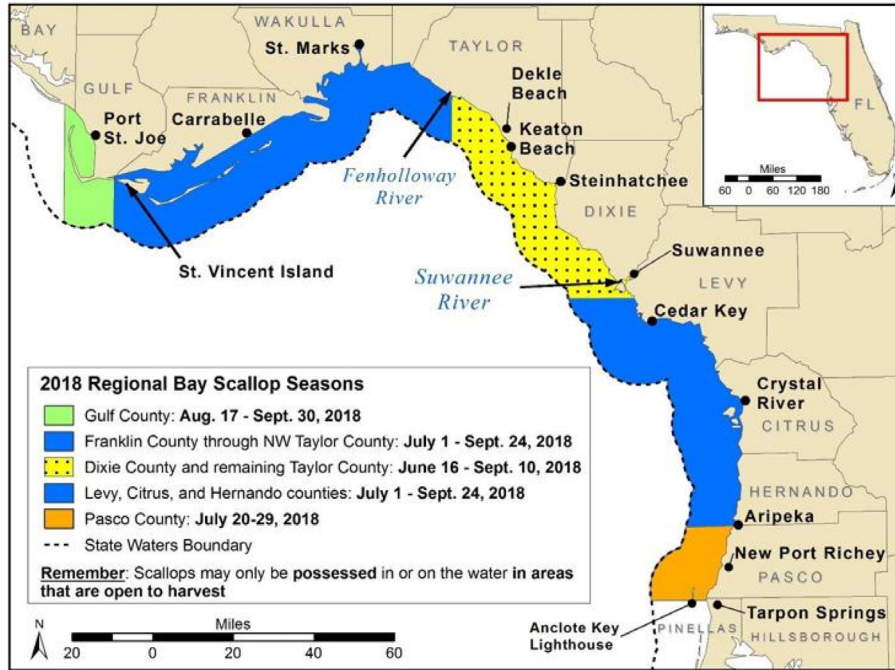 BAY
WAKULLA
St. Marks
TAYLOR
GULF
FRANKLIN
Port
St. Joe
Carrabelle
Dekle
Beach
Keaton
Beach
Fenholloway
River
Steinhatchee
DIXIE
St. Vincent Island
Suwannee
Suwannee
River
LEVY
Cedar Key
Crystal
River
CITRUS
HERNANDO
Aripeka
New Port Richey
PASCO
Anclote Key
Lighthouse
PINELLAS
Tarpon Springs
HILLSBOROUGH
FL
Miles
60 0 60 120 180
2018 Regional Bay Scallop Seasons
Gulf County: Aug. 17 - Sept. 30, 2018
Franklin County through NW Taylor County: July 1 - Sept. 24, 2018
Dixie County and remaining Taylor County: June 16 - Sept. 10, 2018
Levy, Citrus, and Hernando counties: July 1 - Sept. 24, 2018
Pasco County: July 20-29, 2018
State Waters Boundary
Remember: Scallops may only be possessed in or on the water in areas
that are open to harvest
N
Miles
20 0 20 40 60